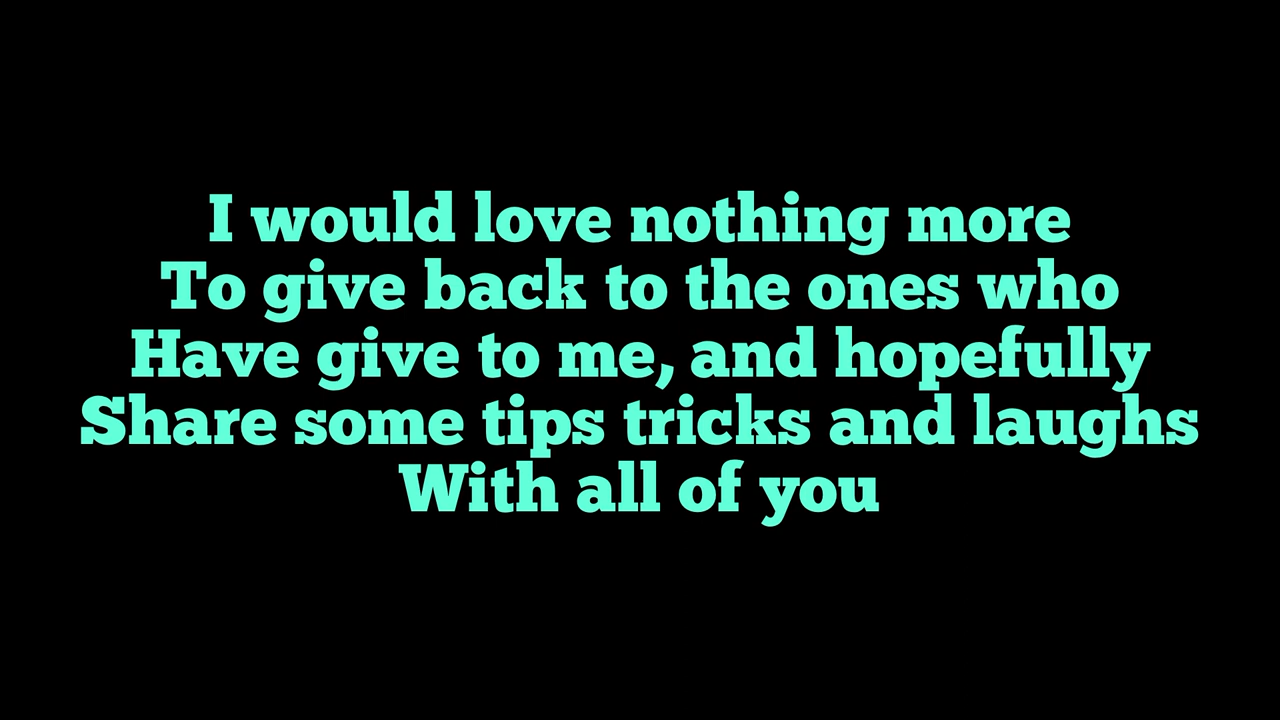 I would love nothing more
To give back to the ones who
Have give to me, and hopefully
Share some tips tricks and laughs
With all of you